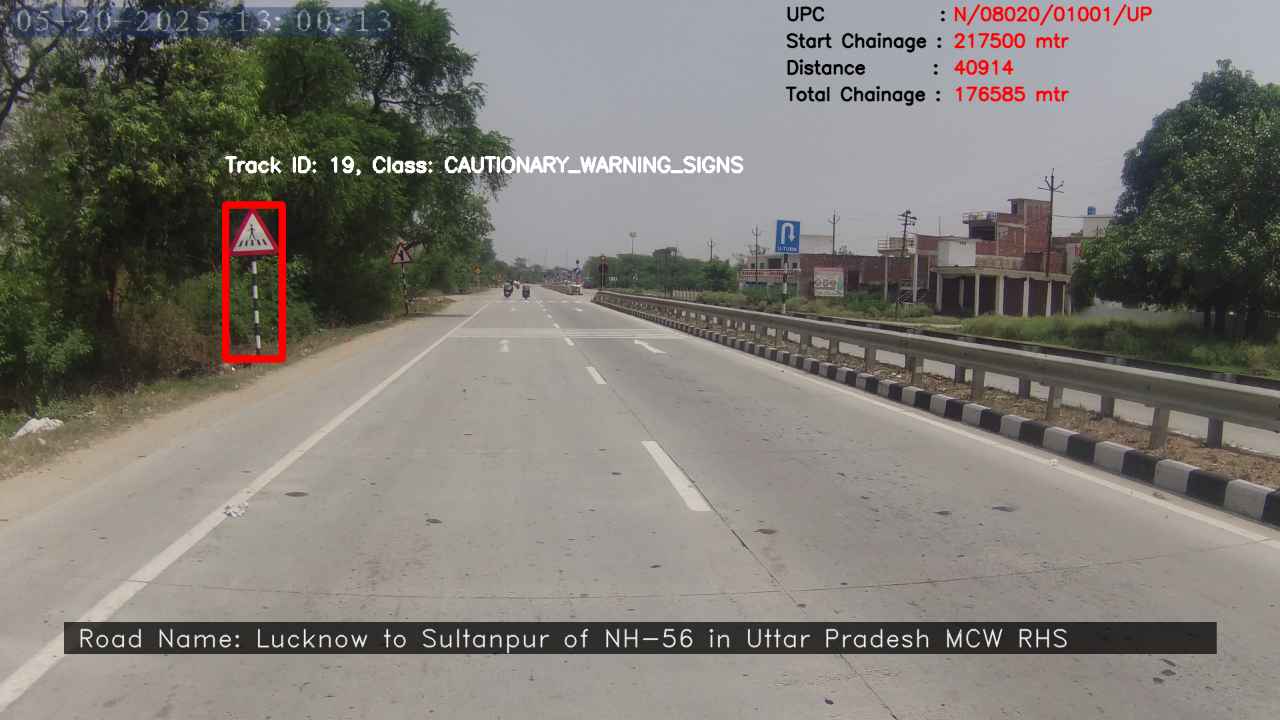 05-20-2025 13:00:13
UPC : N/08020/01001/UP
Start Chainage : 217500 mtr
Distance : 40914
Total Chainage : 176585 mtr
Track ID: 19, Class: CAUTIONARY_WARNING_SIGNS
U-TURN
Road Name: Lucknow to Sultanpur of NH-56 in Uttar Pradesh MCW RHS